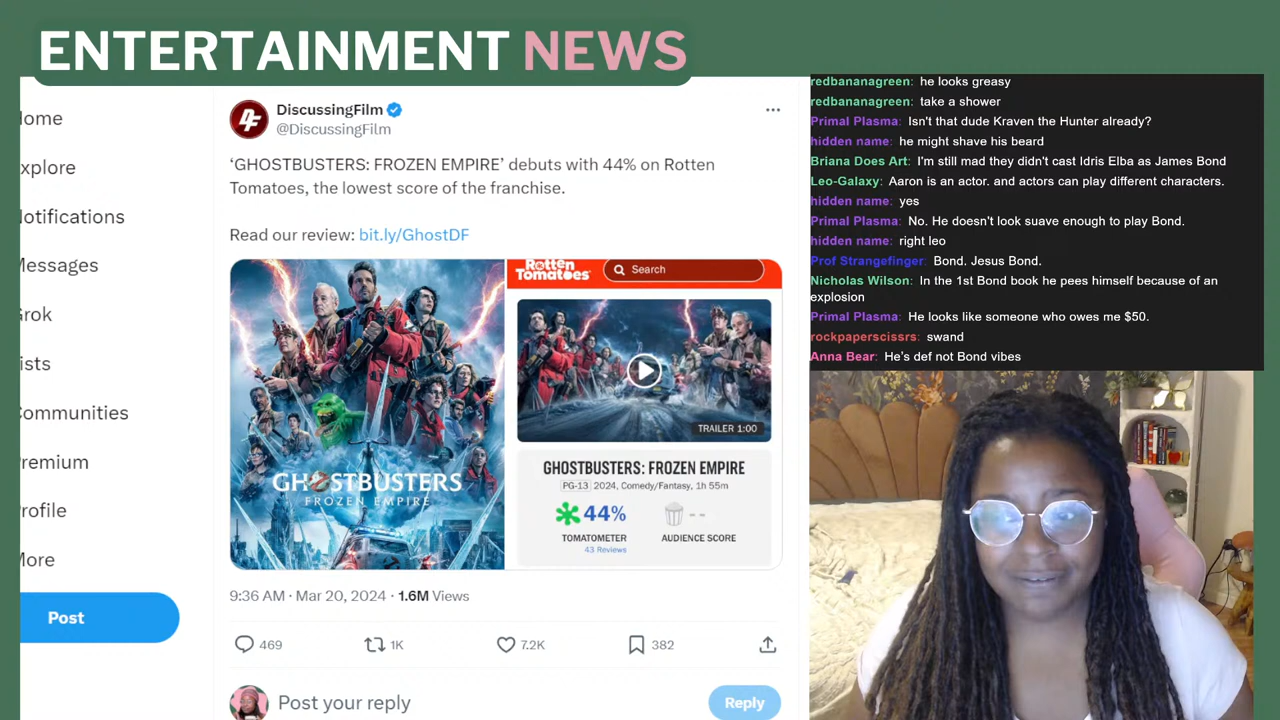 ENTERTAINMENT NEWS
ome
xplore
otifications
Messages
rok
ists
ommunities
remium
rofile
More
Post
DiscussingFilm
@DiscussingFilm
‘GHOSTBUSTERS: FROZEN EMPIRE’ debuts with 44% on Rotten
Tomatoes, the lowest score of the franchise.
Read our review: bit.ly/GhostDF
GHOSTBUSTERS
FROZEN EMPIRE
Rotten
Tomatoes
Search
TRAILER 1:00
GHOSTBUSTERS: FROZEN EMPIRE
PG-13 2024, Comedy/Fantasy, 1h 55m
44%
- -
TOMATOMETER
AUDIENCE SCORE
43 Reviews
9:36 AM · Mar 20, 2024 · 1.6M Views
469
1K
7.2K
382
Post your reply
Reply
redbananagreen: he looks greasy
redbananagreen: take a shower
Primal Plasma: Isn't that dude Kraven the Hunter already?
hidden name: he might shave his beard
Briana Does Art: I'm still mad they didn't cast Idris Elba as James Bond
Leo-Galaxy: Aaron is an actor. and actors can play different characters.
hidden name: yes
Primal Plasma: No. He doesn't look suave enough to play Bond.
hidden name: right leo
Prof Strangefinger: Bond. Jesus Bond.
Nicholas Wilson: In the 1st Bond book he pees himself because of an
explosion
Primal Plasma: He looks like someone who owes me $50.
rockpaperscissrs: swand
Anna Bear: He's def not Bond vibes